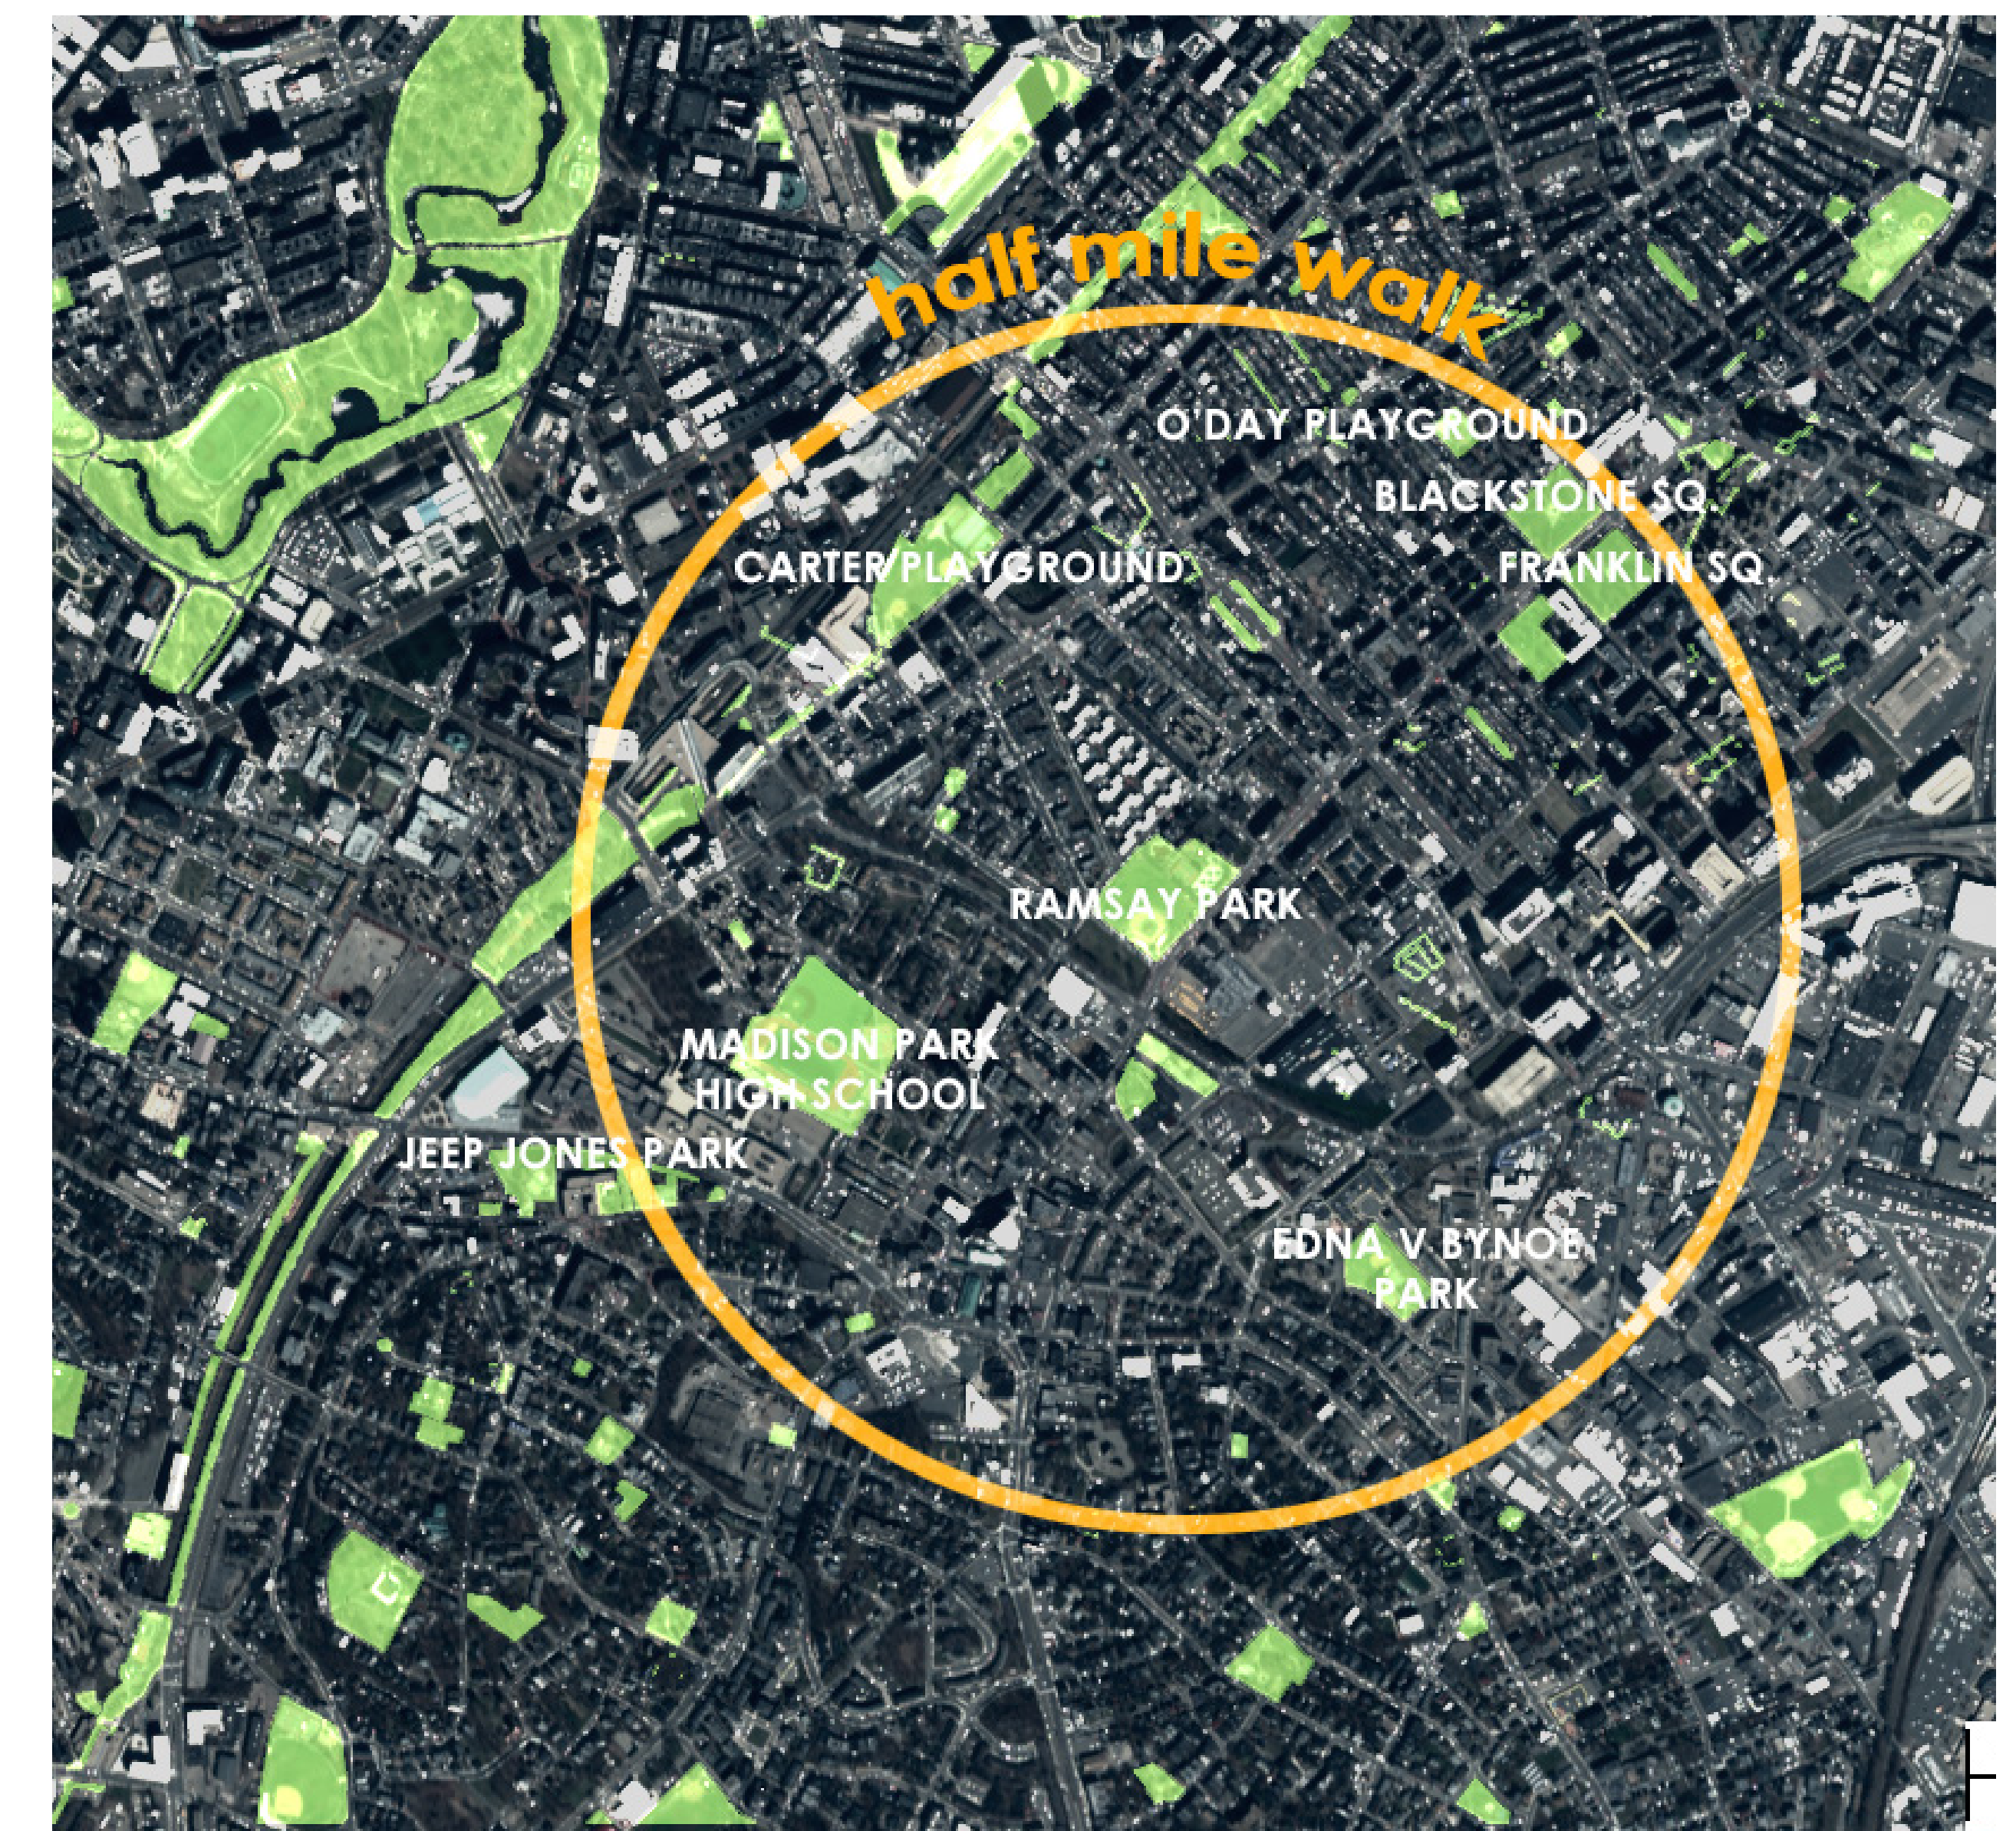 half mile walk
O'DAY PLAYGROUND
BLACKSTONE SQ.
CARTER PLAYGROUND
FRANKLIN SQ.
RAMSAY PARK
MADISON PARK
HIGH SCHOOL
JEEP JONES PARK
EDNA V BYNOE
PARK